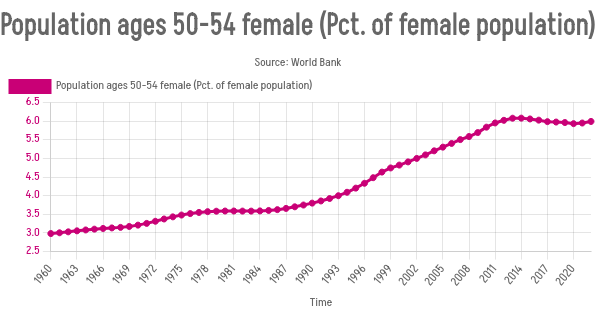 Population ages 50-54 female (Pct. of female population)
Source: World Bank
Population ages 50-54 female (Pct. of female population)
6.5
6.0
5.5
5.0
4.5
4.0
3.5
3.0
2.5
1960 1963 1966 1969 1972 1975 1978 1981 1984 1987 1990 1993 1996 1999 2002 2005 2008 2011 2014 2017 2020
Time